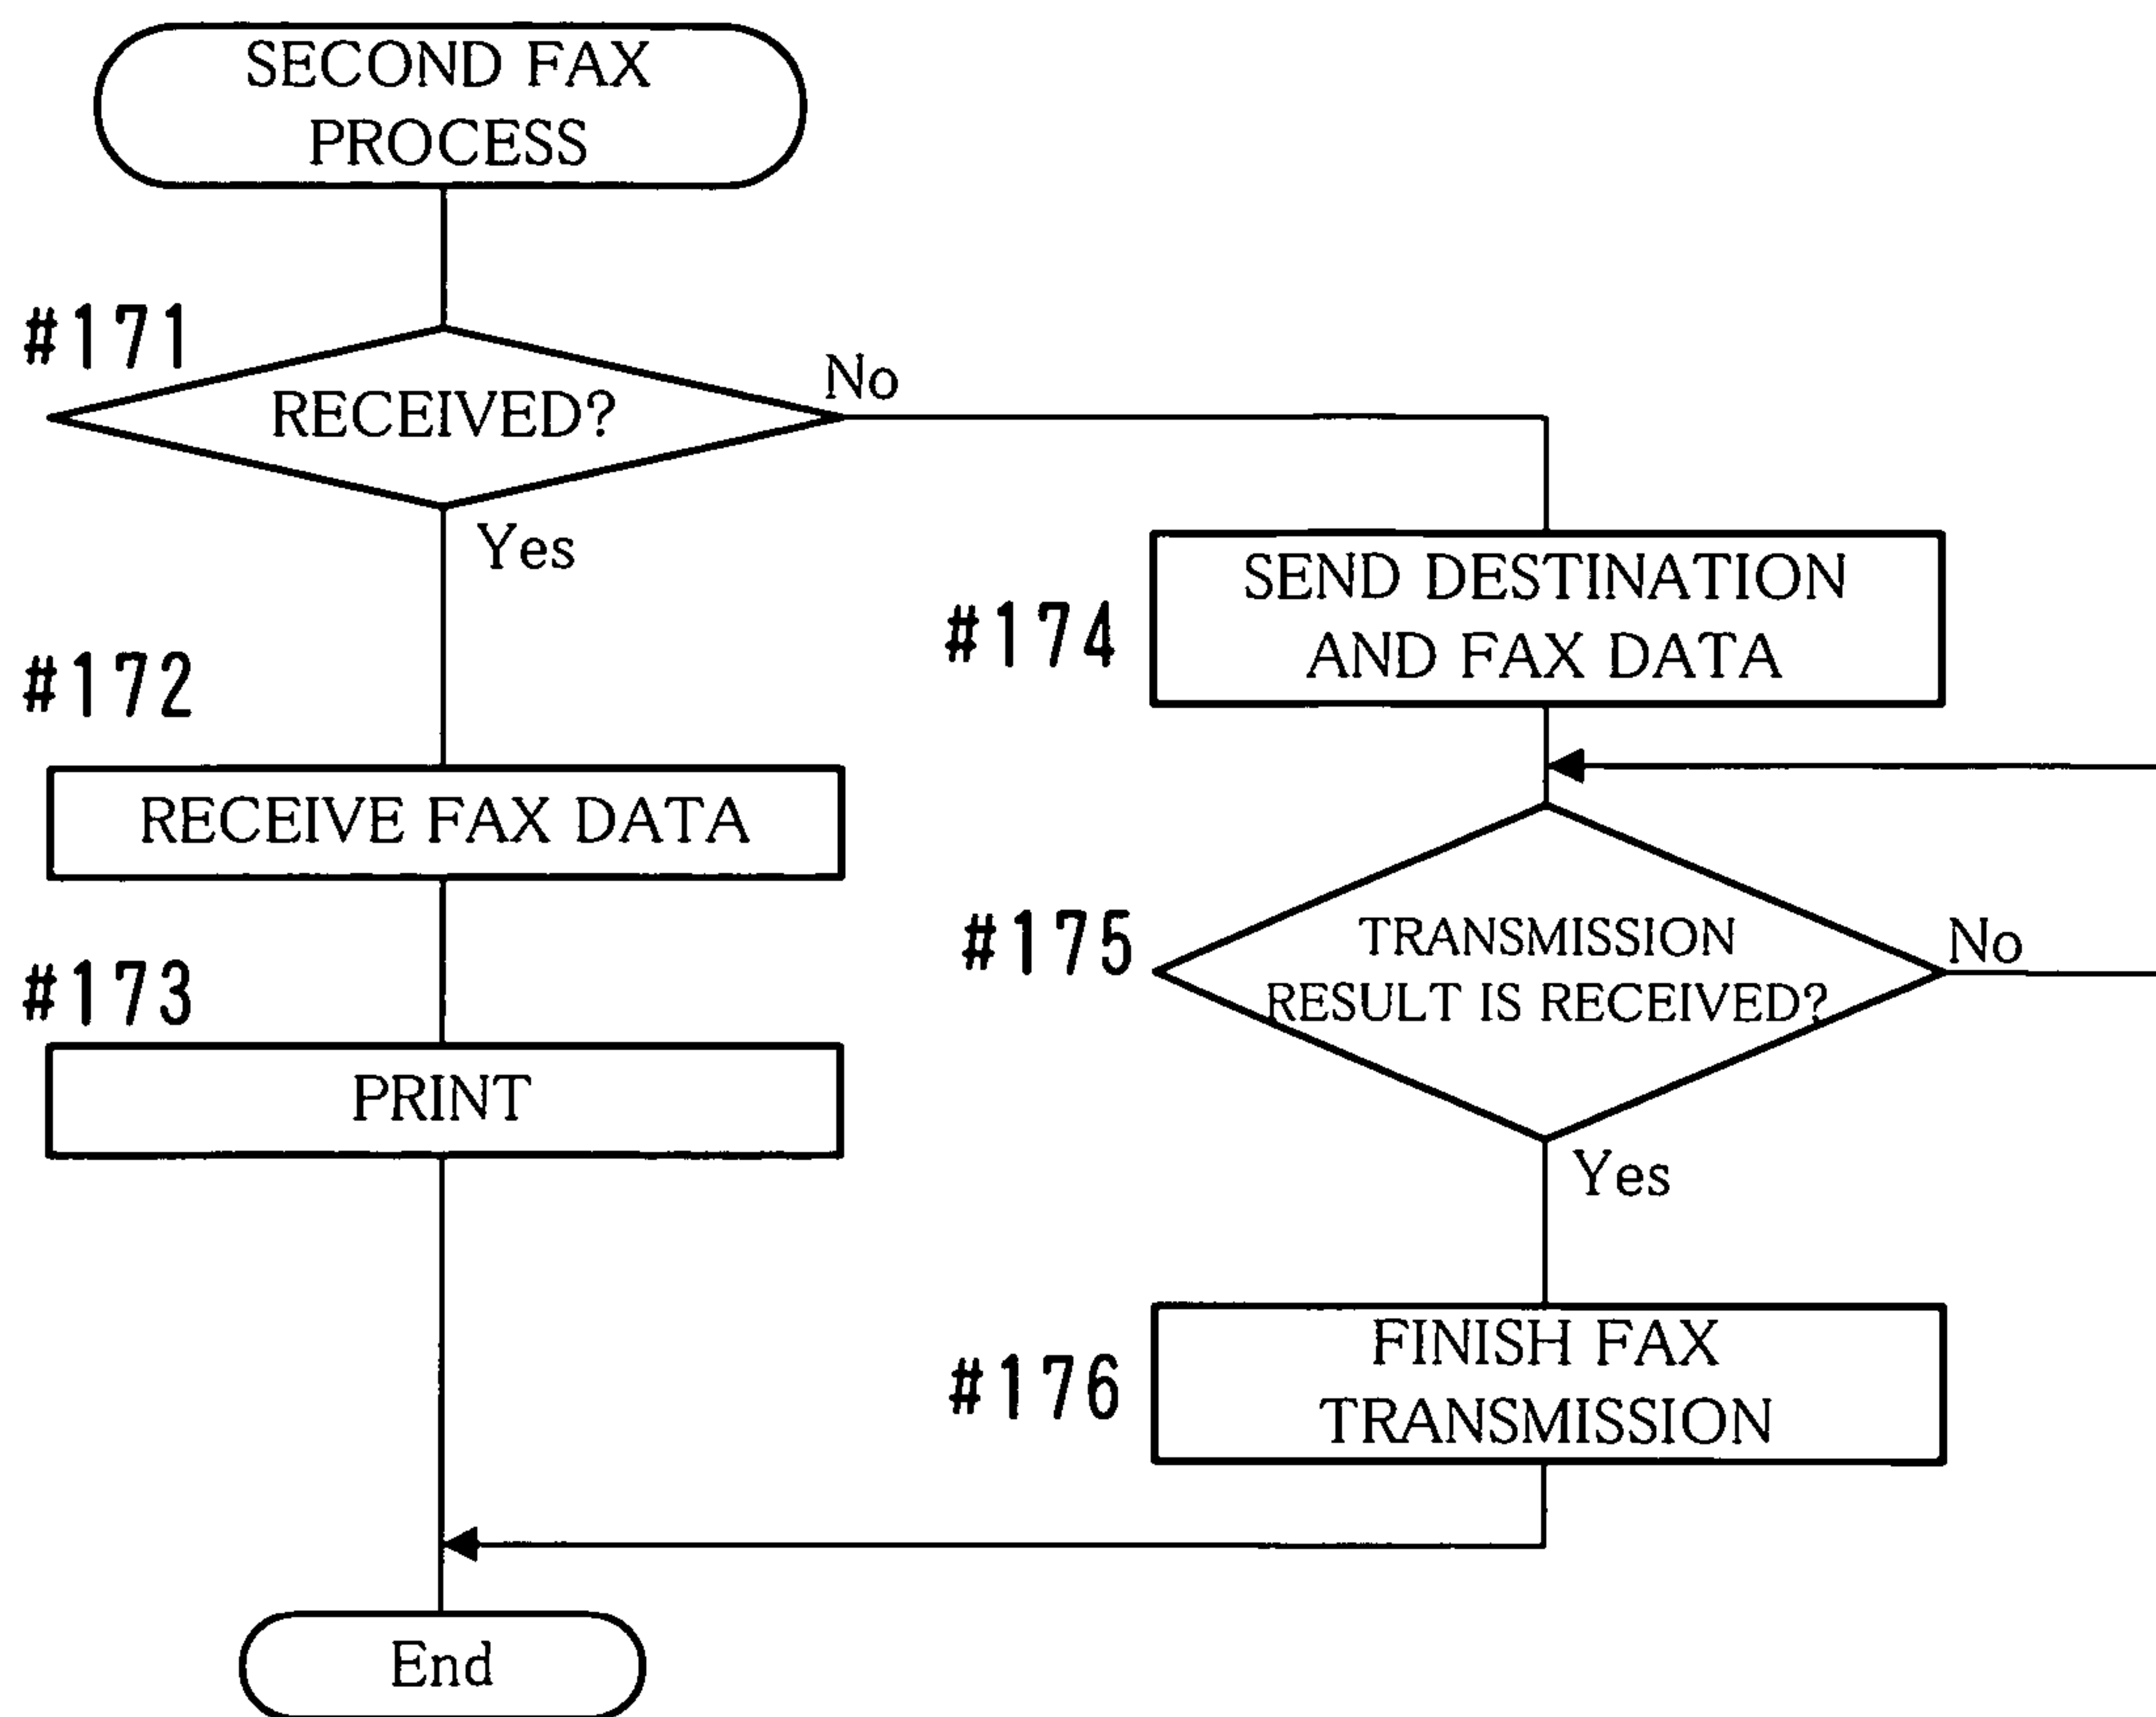 SECOND FAX
PROCESS
#171
RECEIVED?
No
Yes
#172
RECEIVE FAX DATA
#173
PRINT
#174
SEND DESTINATION
AND FAX DATA
#175
TRANSMISSION
RESULT IS RECEIVED?
No
Yes
#176
FINISH FAX
TRANSMISSION
End